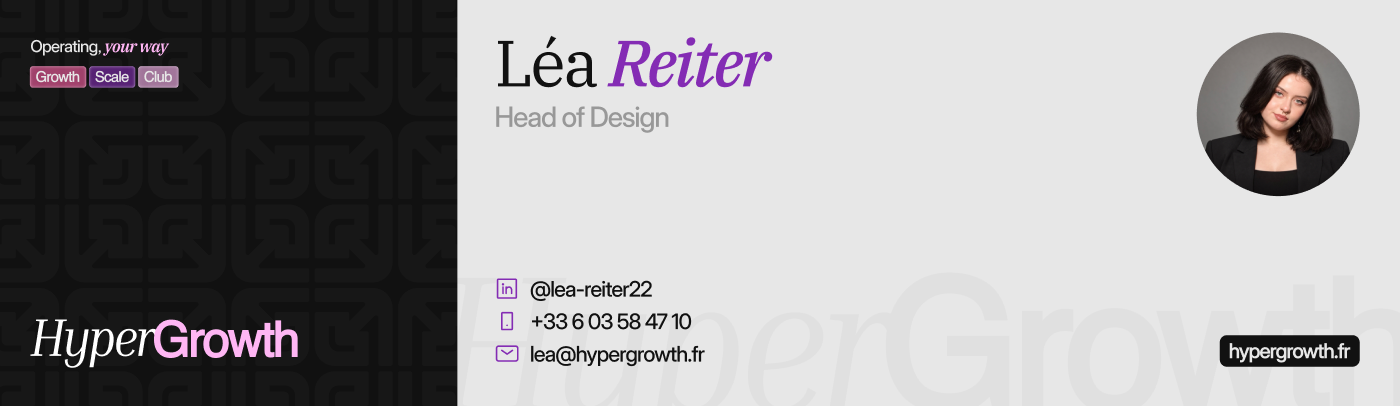 Operating, your way
Growth Scale Club
HyperGrowth
Léa Reiter
Head of Design
@lea-reiter22
+33 6 03 58 47 10
lea@hypergrowth.fr
HyperGrowth
hypergrowth.fr